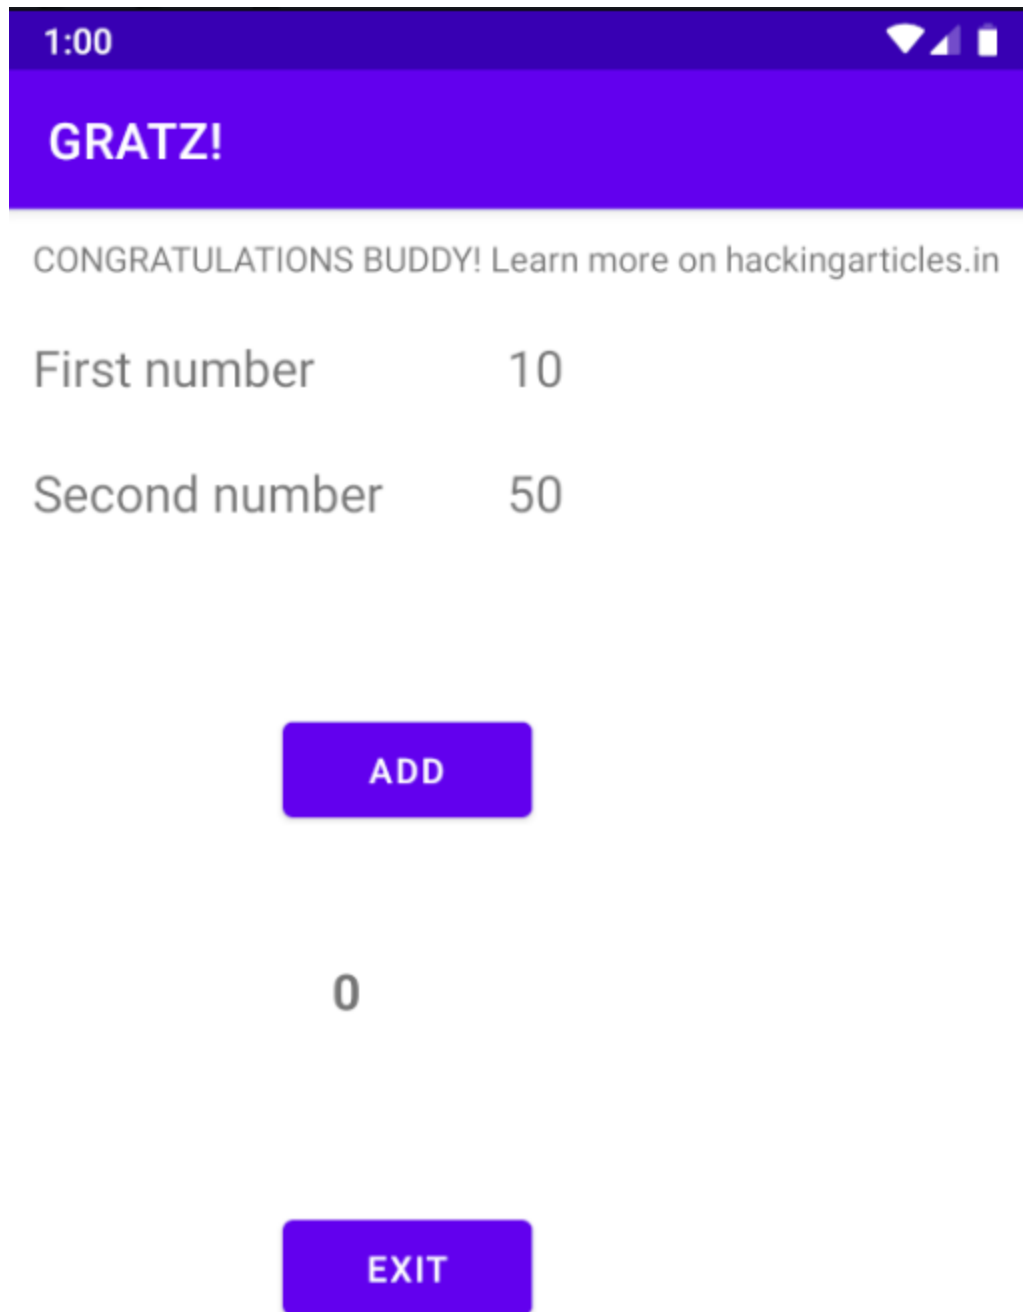 1:00
GRATZ!
CONGRATULATIONS BUDDY! Learn more on hackingarticles.in
First number 10
Second number 50
ADD
0
EXIT